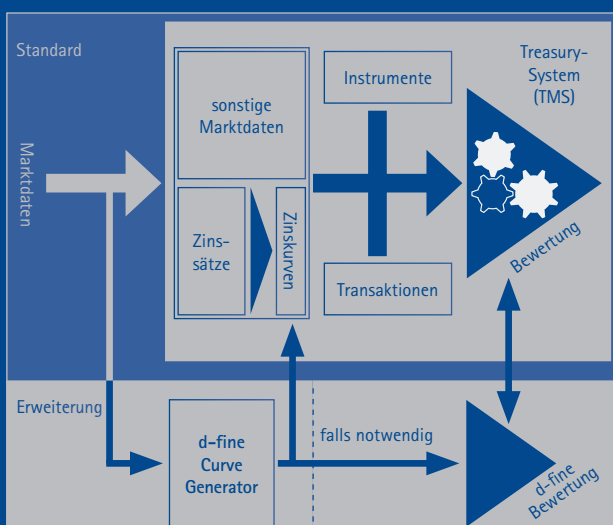 Standard
Treasury-
System
(TMS)
Marktdaten
sonstige
Marktdaten
Instrumente
Zins-
sätze
Zinskurven
Transaktionen
Bewertung
Erweiterung
d-fine
Curve
Generator
falls notwendig
d-fine
Bewertung